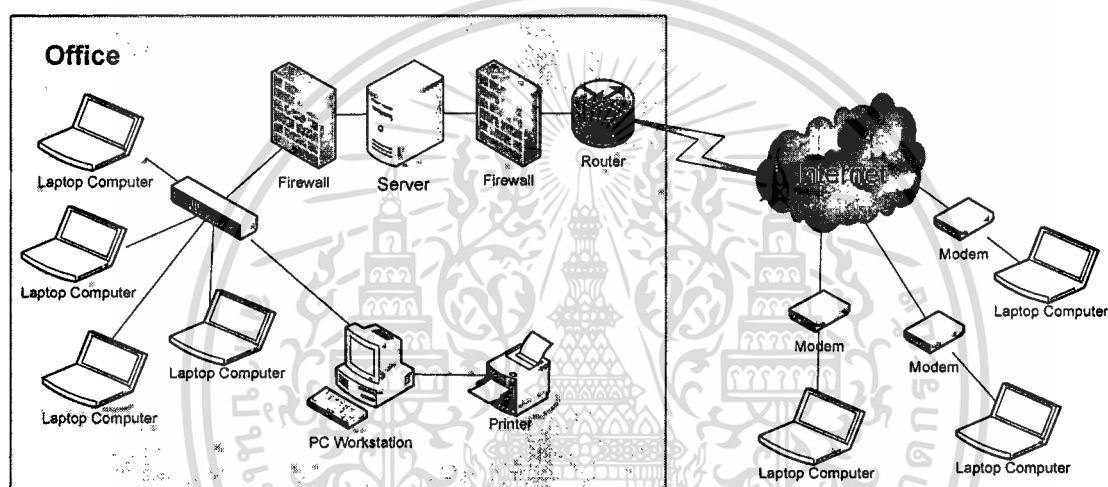 Office
Laptop Computer
Firewall
Server
Firewall
Router
Internet
Laptop Computer
Laptop Computer
Laptop Computer
PC Workstation
Printer
Modem
Laptop Computer
Modem
Modem
Laptop Computer
Laptop Computer